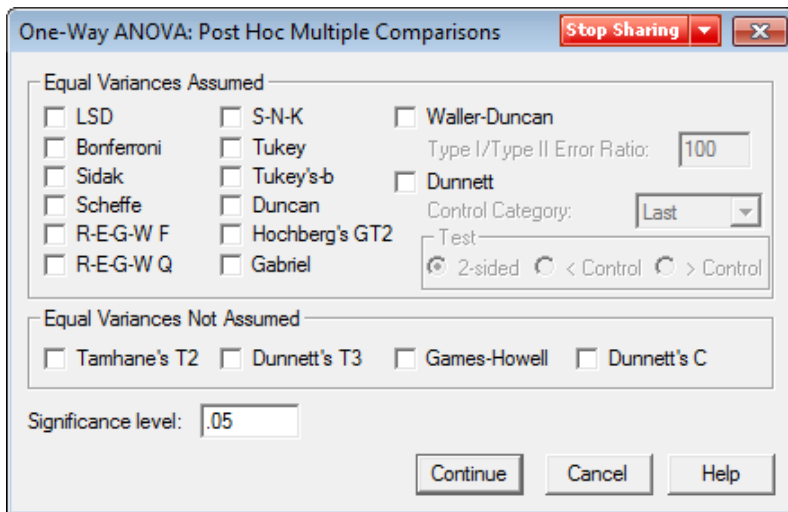 One-Way ANOVA: Post Hoc Multiple Comparisons
Stop Sharing
Equal Variances Assumed
LSD
Bonferroni
Sidak
Scheffe
R-E-G-W F
R-E-G-W Q
S-N-K
Tukey
Tukey's-b
Duncan
Hochberg's GT2
Gabriel
Waller-Duncan
Type I/Type II Error Ratio: 100
Dunnett
Control Category: Last
Test
2-sided < Control > Control
Equal Variances Not Assumed
Tamhane's T2 Dunnett's T3 Games-Howell Dunnett's C
Significance level: .05
Continue Cancel Help